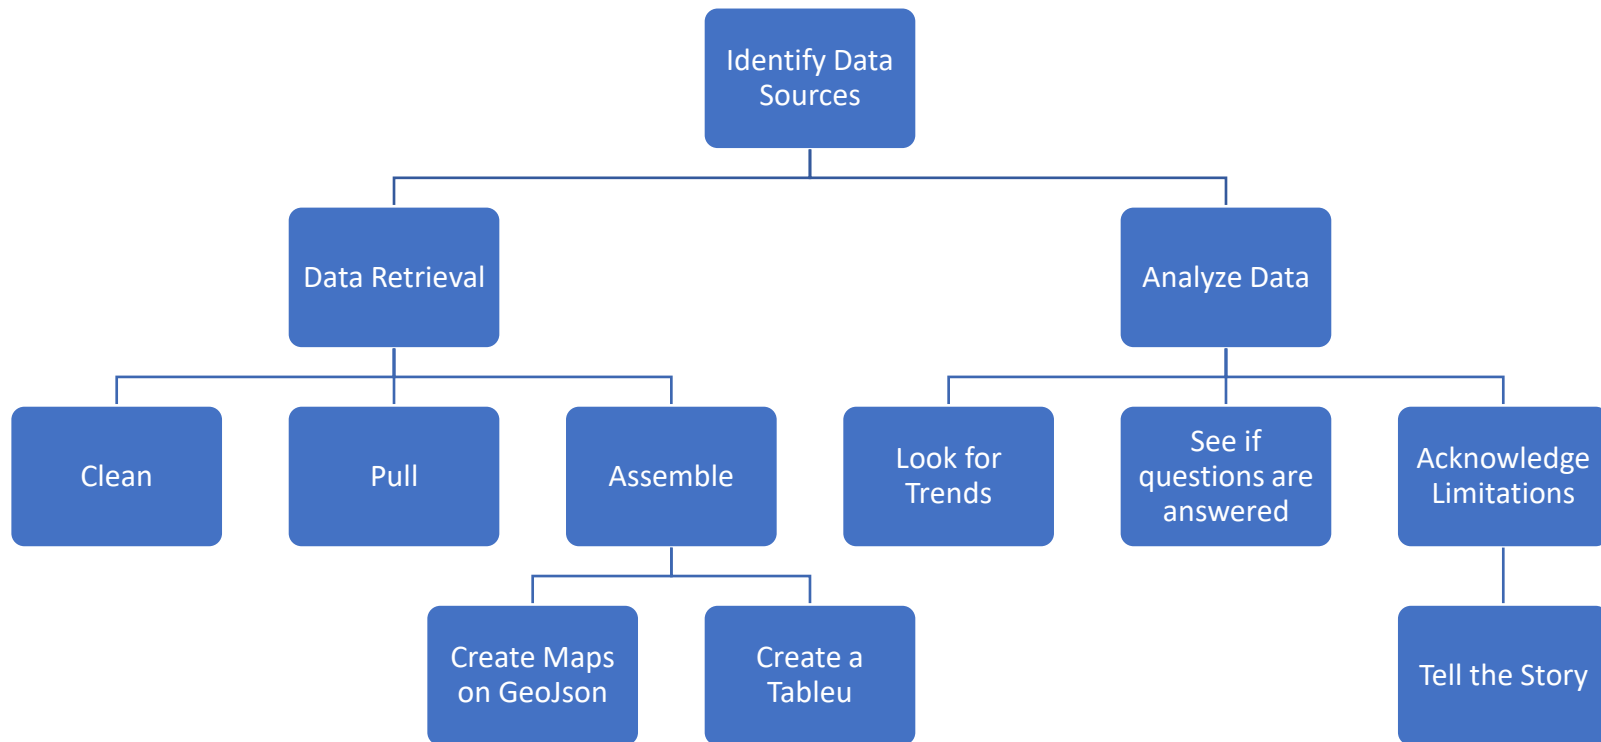 Identify Data
Sources
Data Retrieval
Analyze Data
Clean
Pull
Assemble
Look for
Trends
See if
questions are
answered
Acknowledge
Limitations
Create Maps
on GeoJson
Create a
Tableu
Tell the Story